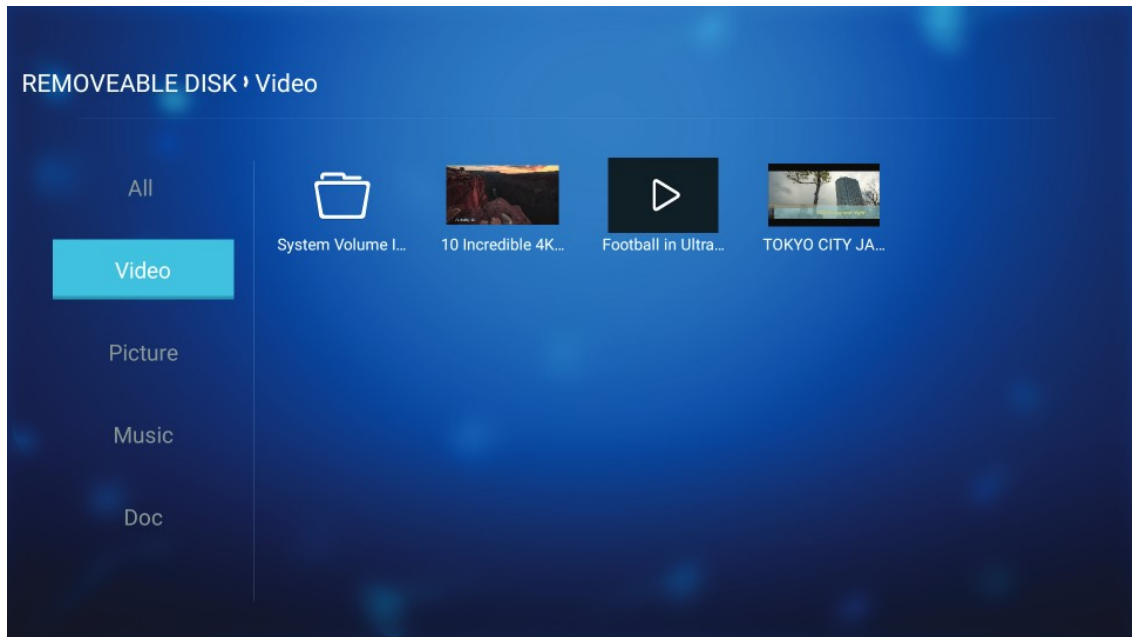 REMOVEABLE DISK › Video
All
Video
Picture
Music
Doc
System Volume I...
10 Incredible 4K...
Football in Ultra...
TOKYO CITY JA...